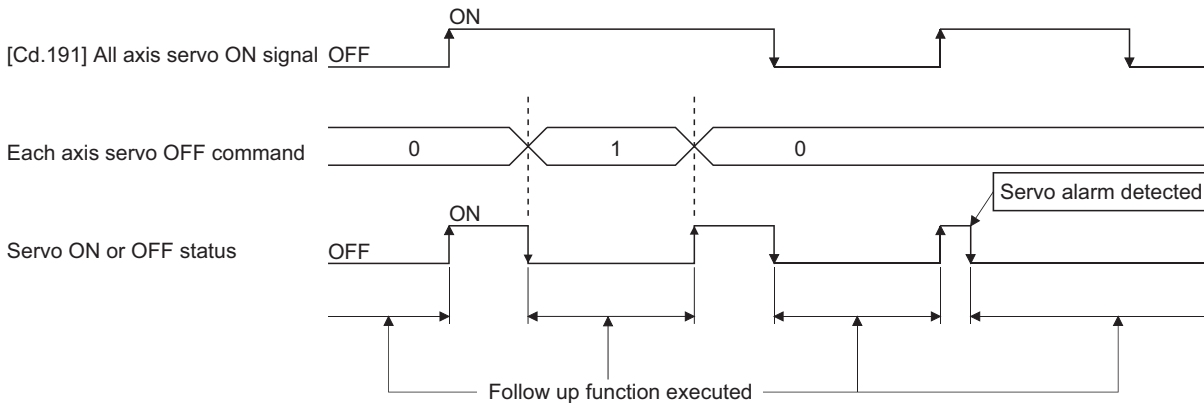 ON
[Cd.191] All axis servo ON signal OFF
Each axis servo OFF command 0 1 0
Servo alarm detected
ON
Servo ON or OFF status OFF
Follow up function executed